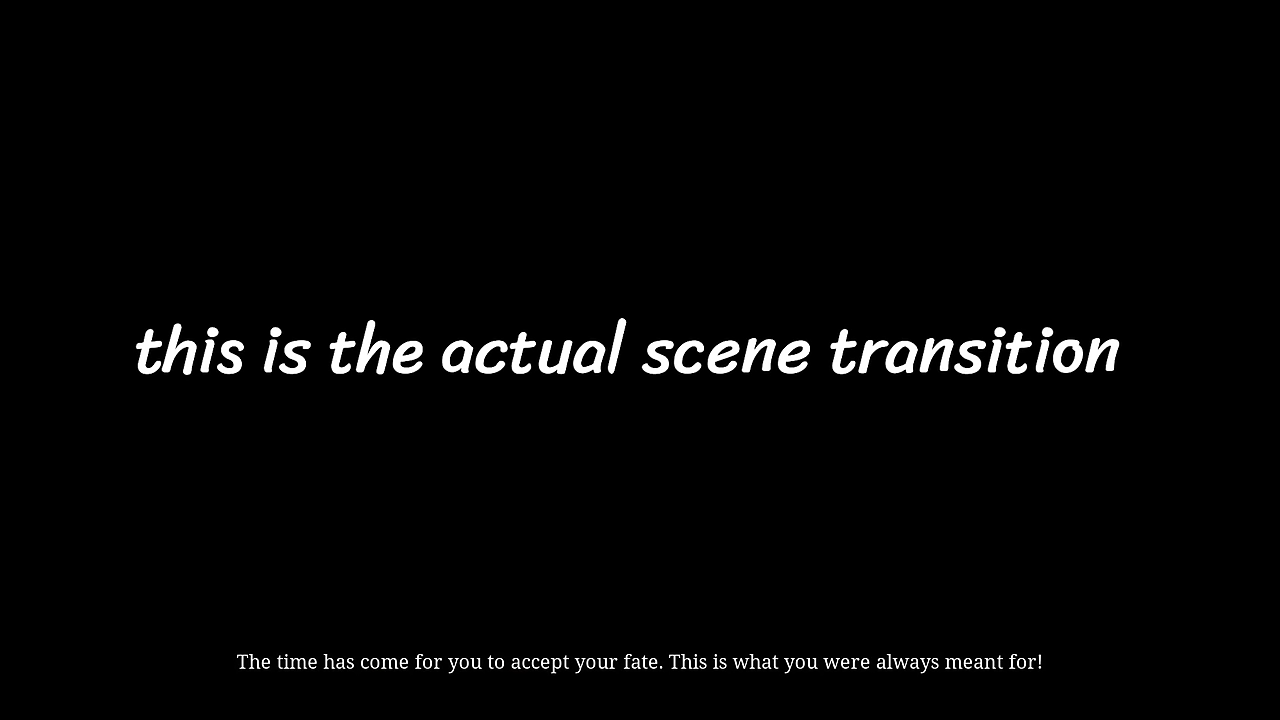 this is the actual scene transition
The time has come for you to accept your fate. This is what you were always meant for!